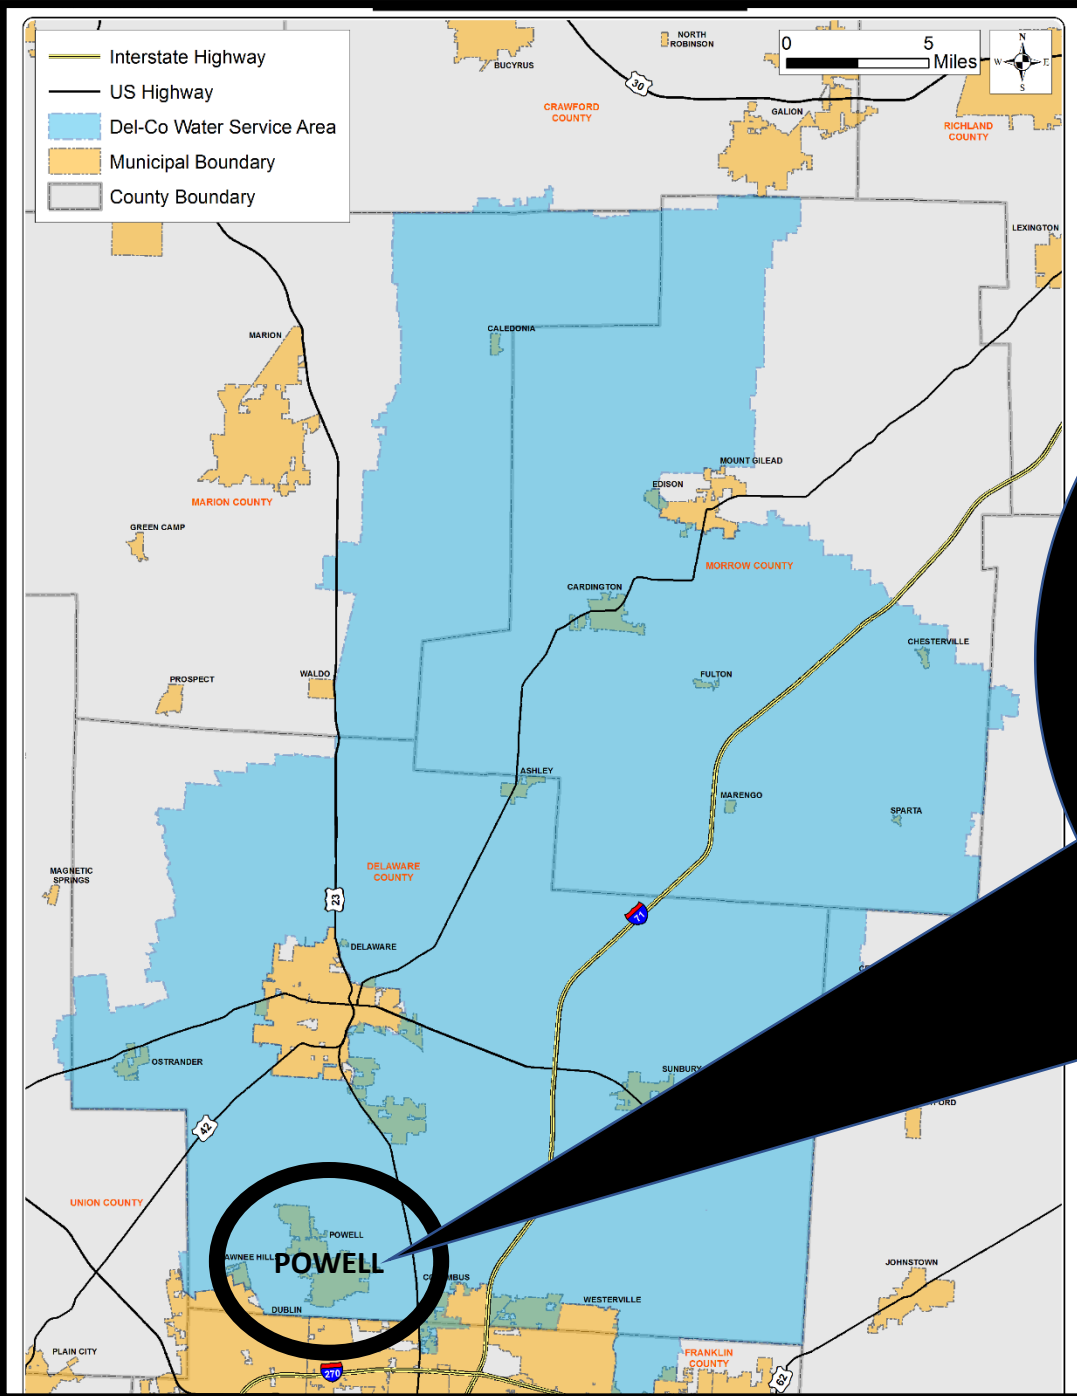 Interstate Highway
US Highway
Del-Co Water Service Area
Municipal Boundary
County Boundary
0 5
Miles
N
W E
S
NORTH
ROBINSON
BUCYRUS
30
CRAWFORD
COUNTY
GALION
RICHLAND
COUNTY
LEXINGTON
MARION
CALEDONIA
MOUNT GILEAD
EDISON
MARION COUNTY
GREEN CAMP
MORROW COUNTY
CARDINGTON
CHESTERVILLE
WALDO
FULTON
PROSPECT
ASHLEY
MARENGO
SPARTA
DELAWARE
COUNTY
MAGNETIC
SPRINGS
23
71
DELAWARE
OSTRANDER
SUNBURY
42
UNION COUNTY
POWELL
POWELL
DUBLIN
WESTERVILLE
JOHNSTOWN
PLAIN CITY
FRANKLIN
COUNTY
270
62